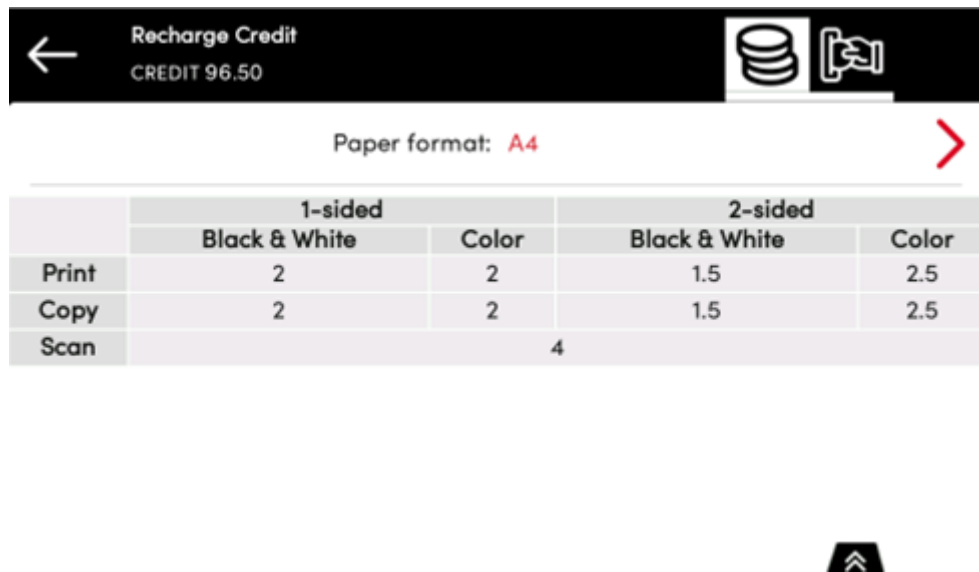 Recharge Credit
CREDIT 96.50
Paper format: A4
1-sided 2-sided
Black & White Color Black & White Color
Print 2 2 1.5 2.5
Copy 2 2 1.5 2.5
Scan 4